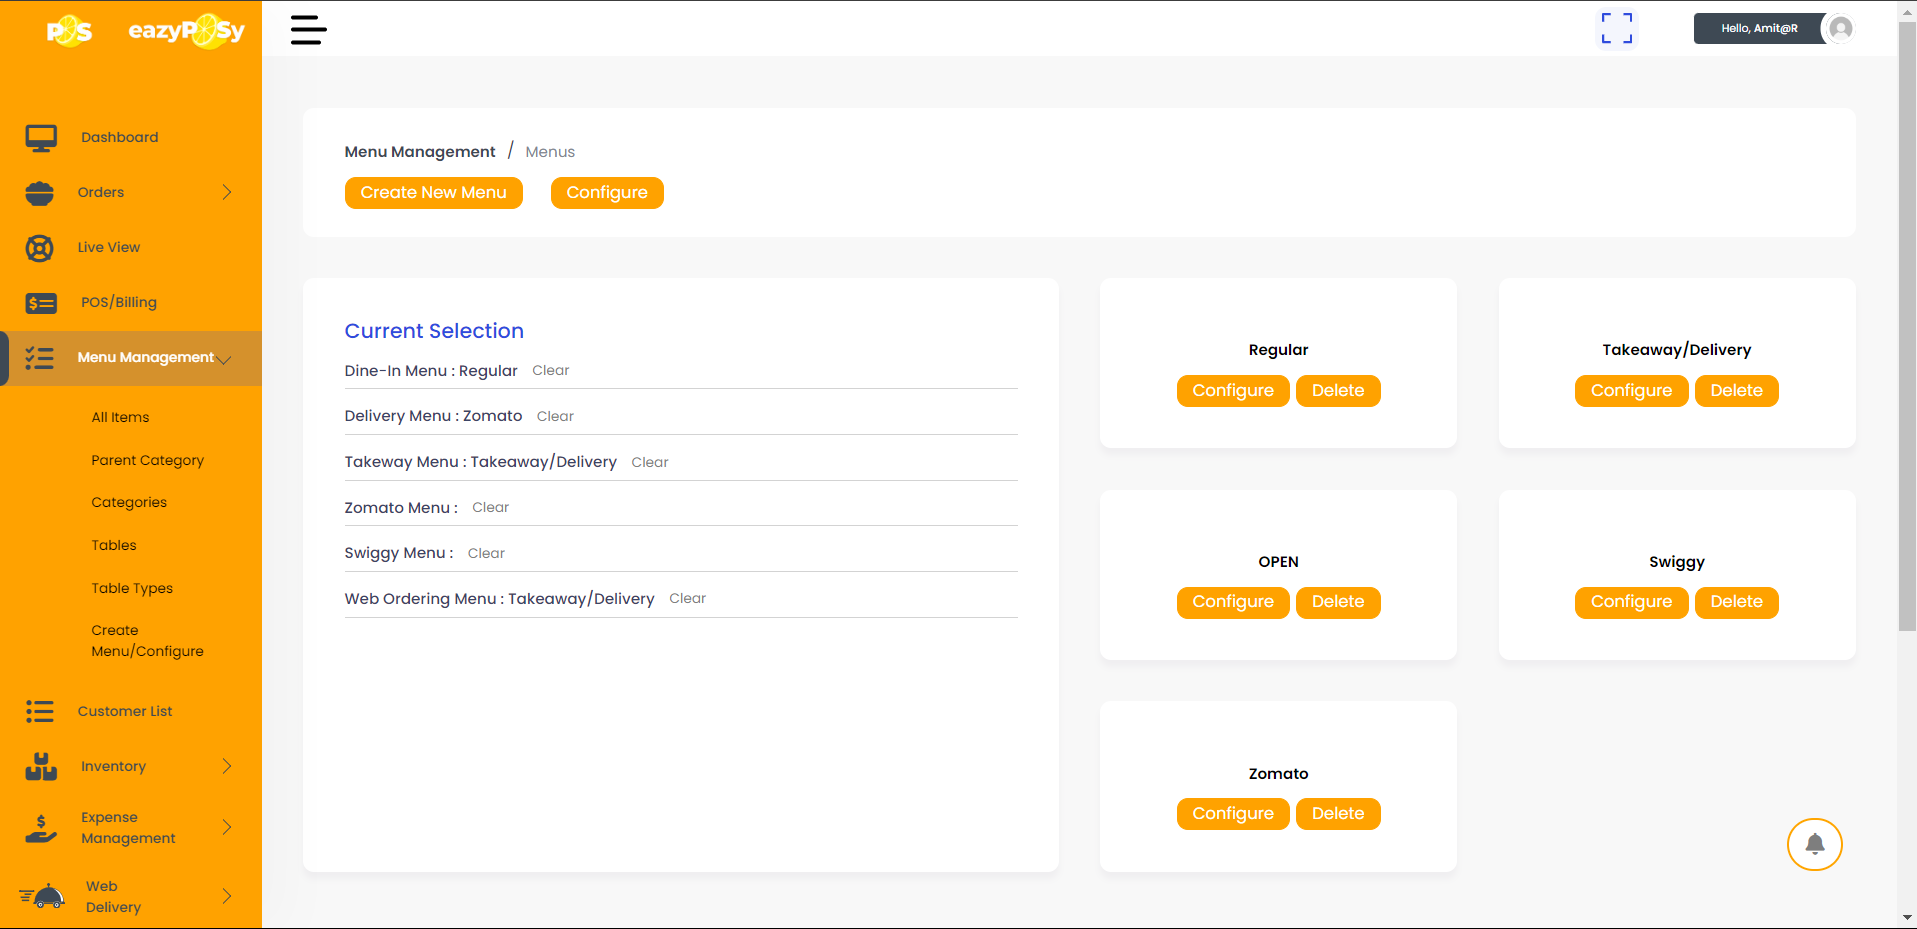 POS eazyPOSy
Hello, Amit@R
Dashboard
Orders
Live View
POS/Billing
Menu Management
All Items
Parent Category
Categories
Tables
Table Types
Create
Menu/Configure
Customer List
Inventory
Expense
Management
Web
Delivery
Menu Management / Menus
Create New Menu Configure
Current Selection
Dine-In Menu : Regular Clear
Delivery Menu : Zomato Clear
Takeway Menu : Takeaway/Delivery Clear
Zomato Menu : Clear
Swiggy Menu : Clear
Web Ordering Menu : Takeaway/Delivery Clear
Regular
Configure Delete
Takeaway/Delivery
Configure Delete
OPEN
Configure Delete
Swiggy
Configure Delete
Zomato
Configure Delete